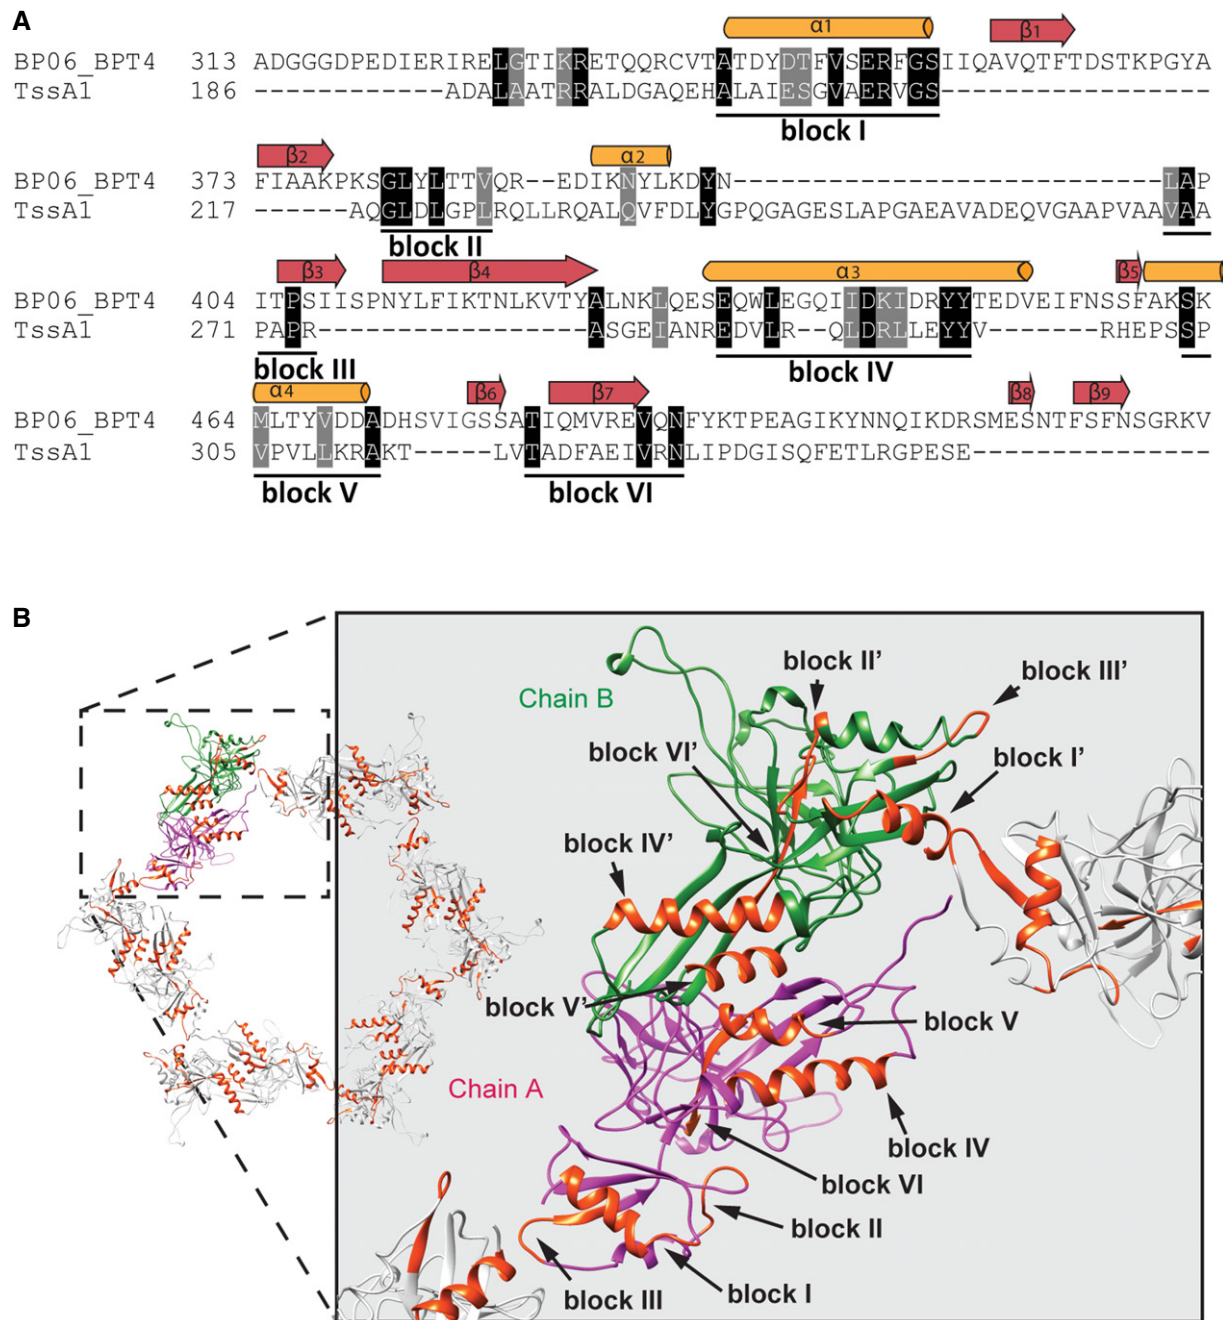 A
α1 β1
BP06_BPT4 313 ADGGGDPEDIERIRELGTIKRETQQRCVTATDYDTFVSERFGSIIQAVQTFTDSTKPGYA
TssA1 186 ------------ADALAATRRALDGAQEHALAIESGVAERVGS-----------------
block I
β2 α2
BP06_BPT4 373 FIAAKPKSGLYLTTVQR--EDIKNYLKDYN---------------------------LAP
TssA1 217 ------AQGLDLGPLRQLLRQALQVFDLYGPQGAGESLAPGAEAVADEQVGAAPVAAVAA
block II
β3 β4 α3 β5
BP06_BPT4 404 ITPSIISPNYLFIKTNLKVTYALNKLQESEQWLEGQIIDKIDRYYTEDVEIFNSSFAKSK
TssA1 271 PAPR-----------------ASGEIANREDVLR--QLDRLLEYYV-------RHEPSSP
block III block IV
α4 β6 β7 β8 β9
BP06_BPT4 464 MLTYVDDADHSVIGSSATIQMVREVQNFYKTPEAGIKYNNQIKDRSMESNTFSFNSGRKV
TssA1 305 VPVLLKRAKT-----LVTADFAEIVRNLIPDGISQFETLRGPESE---------------
block V block VI
B
block II'
block III'
Chain B
block VI'
block I'
block IV'
block V'
block V
Chain A
block IV
block VI
block II
block I
block III